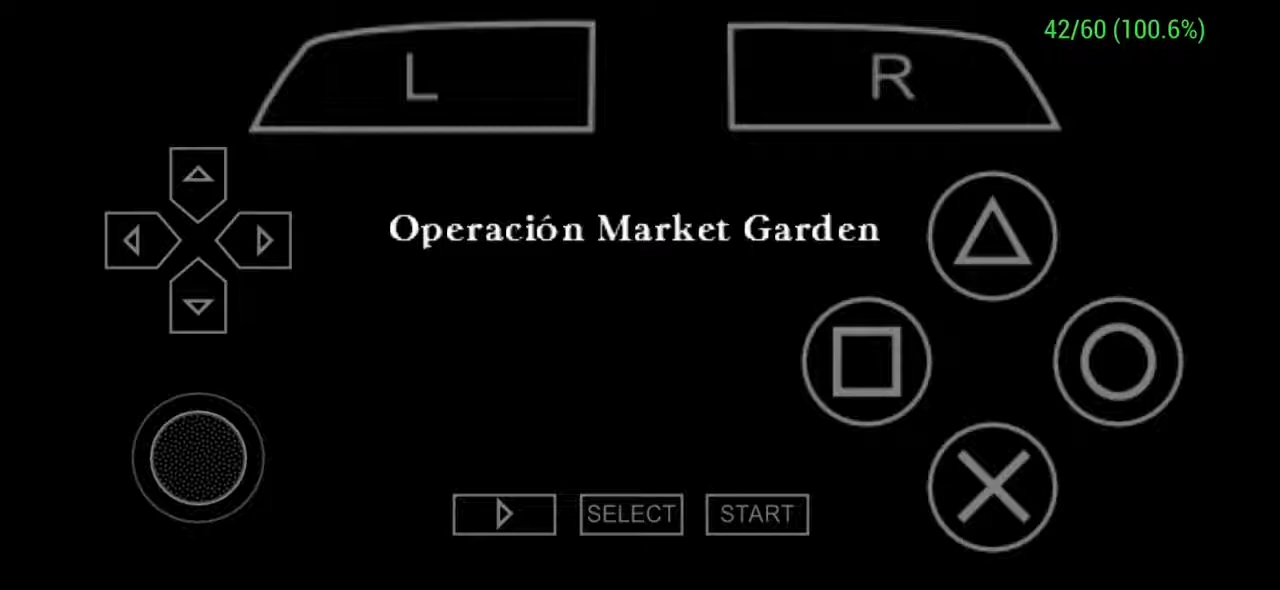 42/60 (100.6%)
L
R
Operación Market Garden
SELECT
START